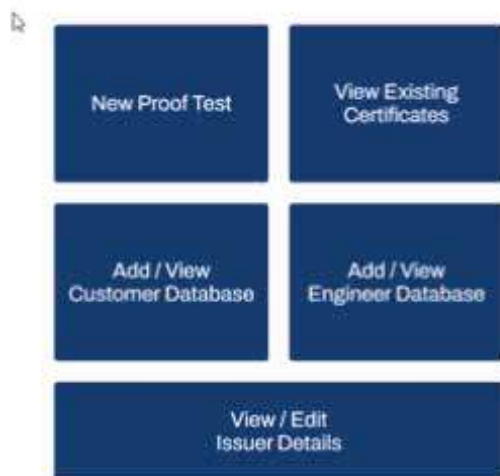 New Proof Test
View Existing
Certificates
Add / View
Customer Database
Add / View
Engineer Database
View / Edit
Issuer Details